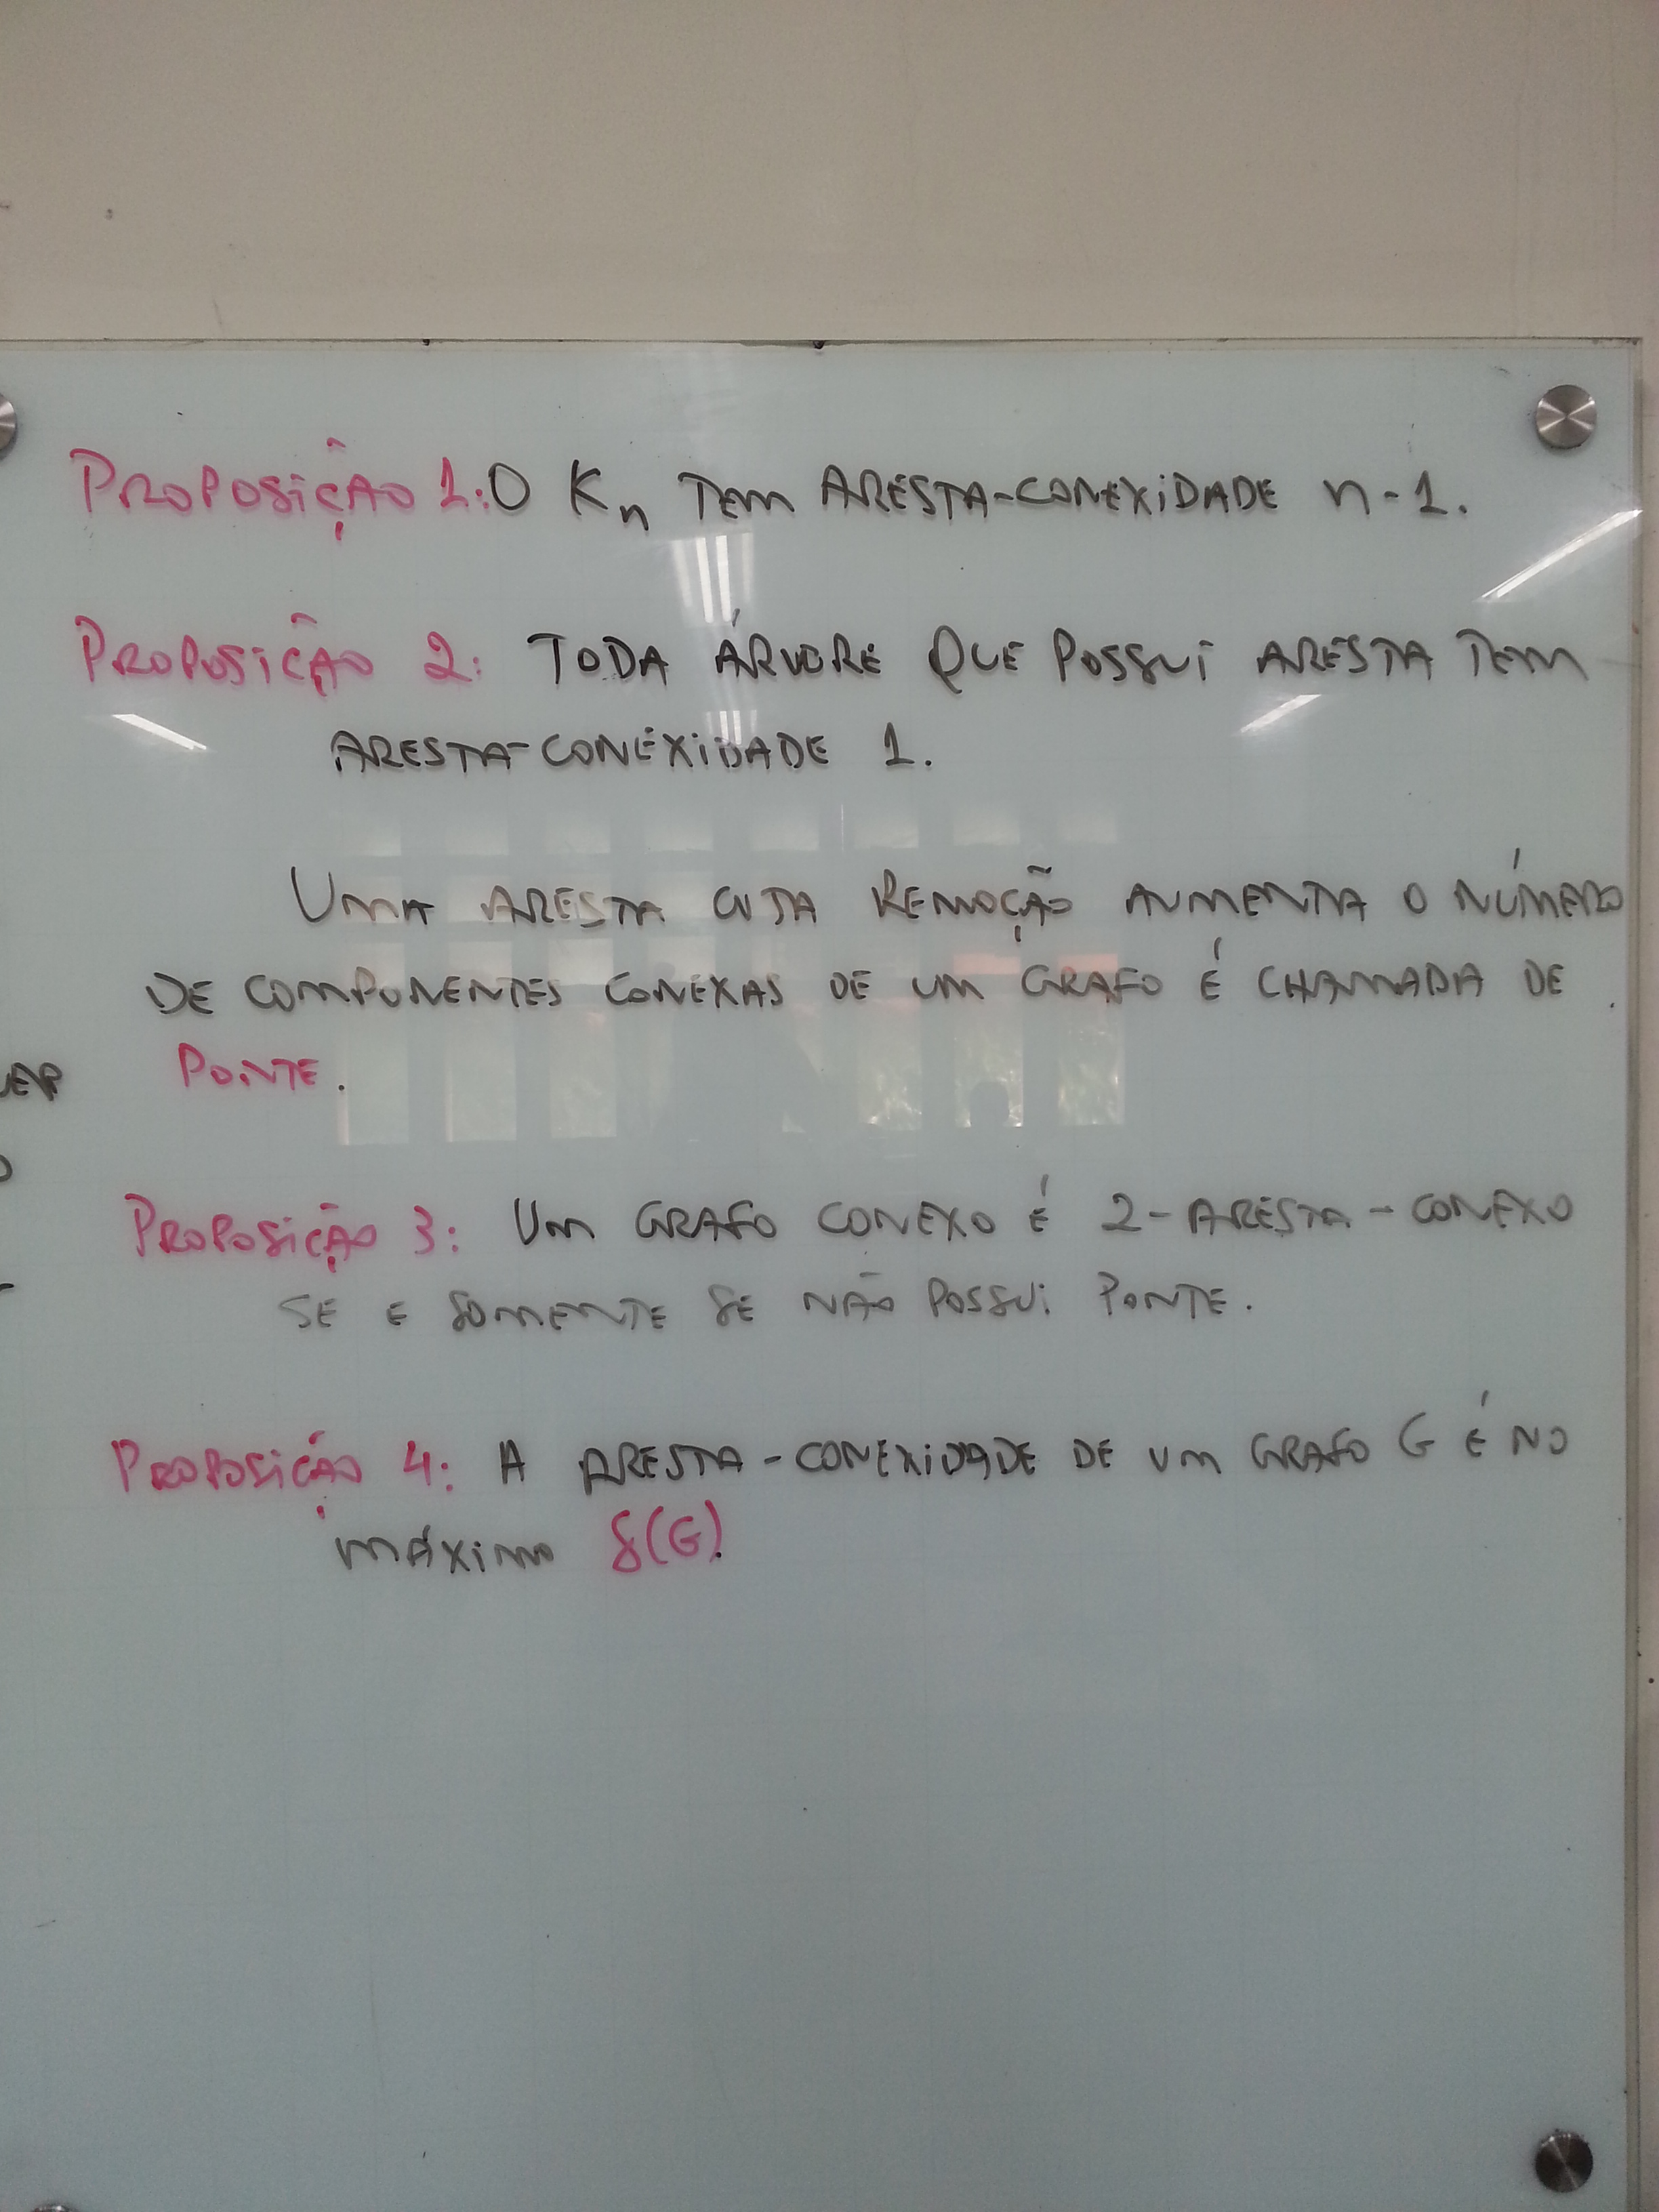 PROPOSIÇÃO 1: O Kn TEM ARESTA-CONEXIDADE n-1.
PROPOSIÇÃO 2: TODA ÁRVORE QUE POSSUI ARESTA TEM
ARESTA-CONEXIDADE 1.
UMA ARESTA CUJA REMOÇÃO AUMENTA O NÚMERO
DE COMPONENTES CONEXAS DE UM GRAFO É CHAMADA DE
PONTE.
PROPOSIÇÃO 3: UM GRAFO CONEXO É 2-ARESTA-CONEXO
SE E SOMENTE SE NÃO POSSUI PONTE.
PROPOSIÇÃO 4: A ARESTA-CONEXIDADE DE UM GRAFO G É NO
MÁXIMO δ(G).